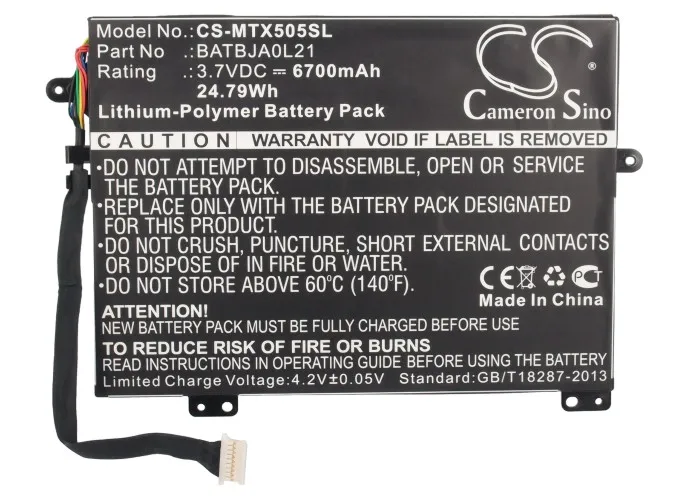 Model No.: CS-MTX505SL
Part No : BATBJA0L21
Rating : 3.7VDC ⎓ 6700mAh
24.79Wh
Lithium-Polymer Battery Pack
CS
Cameron Sino
CAUTION WARRANTY VOID IF LABEL IS REMOVED
•DO NOT ATTEMPT TO DISASSEMBLE, OPEN OR SERVICE
THE BATTERY PACK.
•REPLACE ONLY WITH THE BATTERY PACK DESIGNATED
FOR THIS PRODUCT.
•DO NOT CRUSH, PUNCTURE, SHORT EXTERNAL CONTACTS
OR DISPOSE OF IN FIRE OR WATER.
•DO NOT STORE ABOVE 60°C (140°F).
CE PCT
MADE IN CHINA
ATTENTION
NEW BATTERY PACK MUST BE FULLY CHARGED BEFORE USE
TO REDUCE RISK OF FIRE OR BURNS
READ INSTRUCTIONS IN OPERATING GUIDE BEFORE USE
Limited Charge Voltage:4.2V±0.05V Standard:GB/T18287-2013